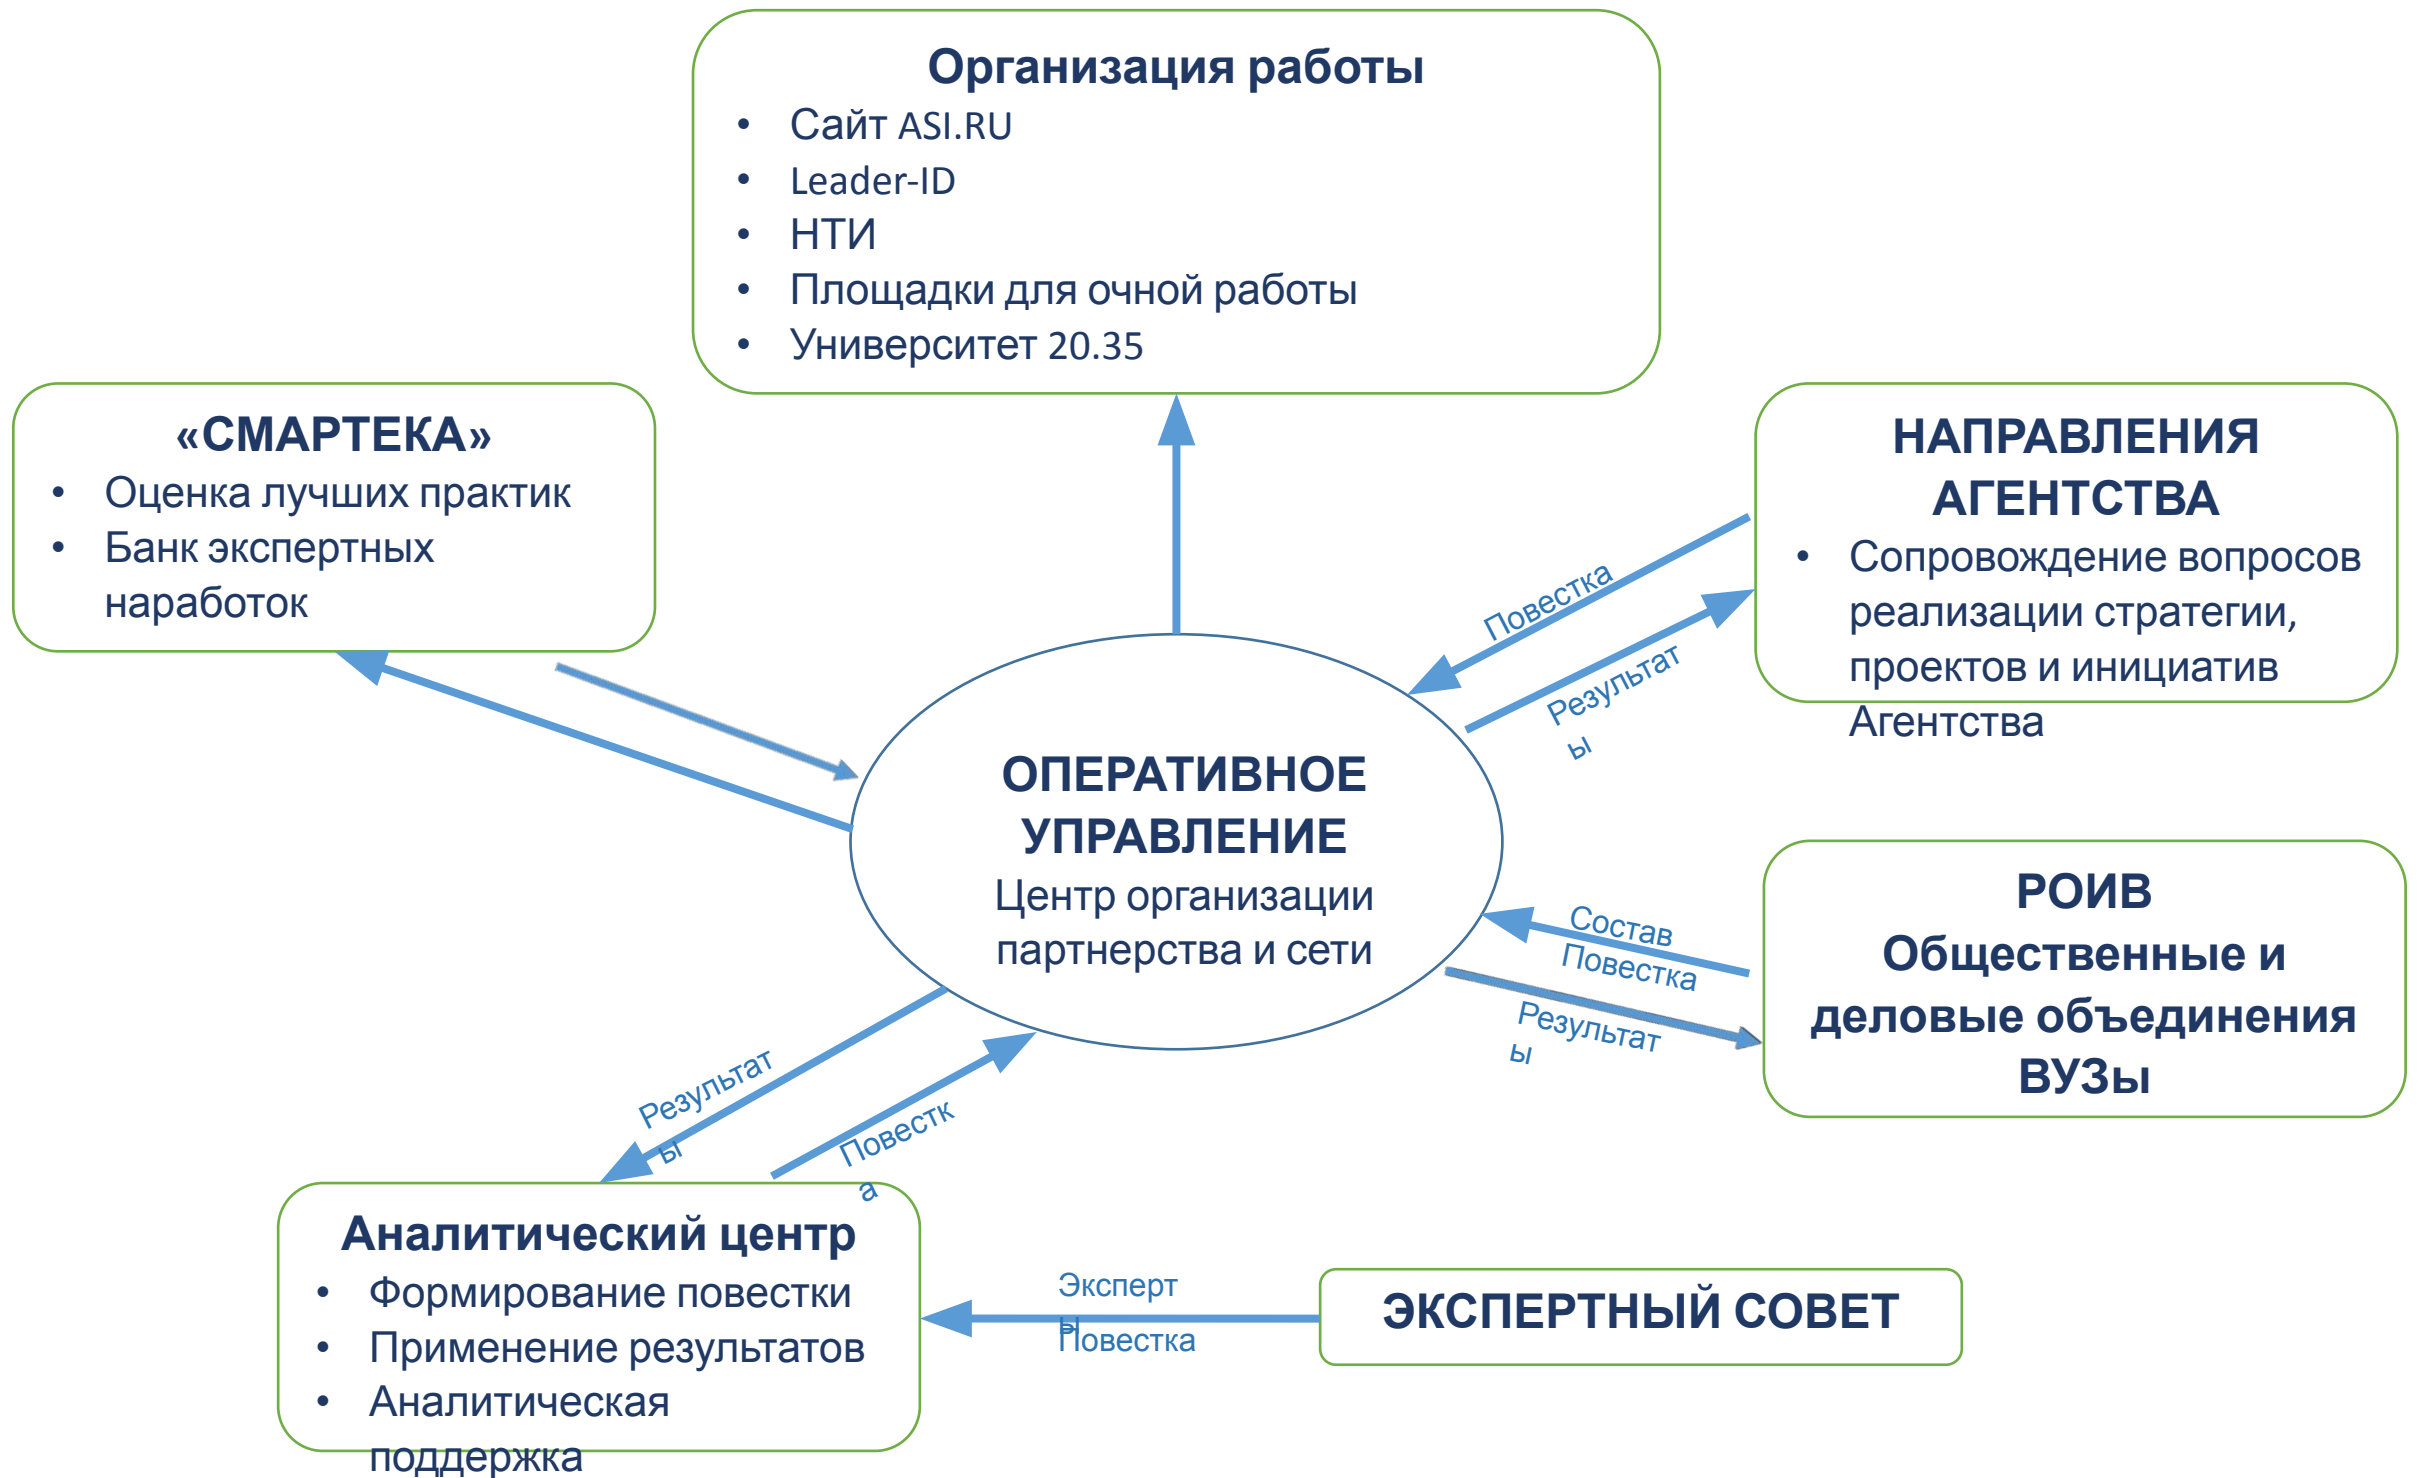 Организация работы
• Сайт ASI.RU
• Leader-ID
• НТИ
• Площадки для очной работы
• Университет 20.35
«СМАРТЕКА»
• Оценка лучших практик
• Банк экспертных
наработок
НАПРАВЛЕНИЯ
АГЕНТСТВА
• Сопровождение вопросов
реализации стратегии,
проектов и инициатив
Агентства
Повестка
Результат
ы
ОПЕРАТИВНОЕ
УПРАВЛЕНИЕ
Центр организации
партнерства и сети
РОИВ
Общественные и
деловые объединения
ВУЗы
Состав
Повестка
Результат
ы
Результат
ы
Повестк
а
Аналитический центр
• Формирование повестки
• Применение результатов
• Аналитическая
поддержка
Эксперт
ы
Повестка
ЭКСПЕРТНЫЙ СОВЕТ